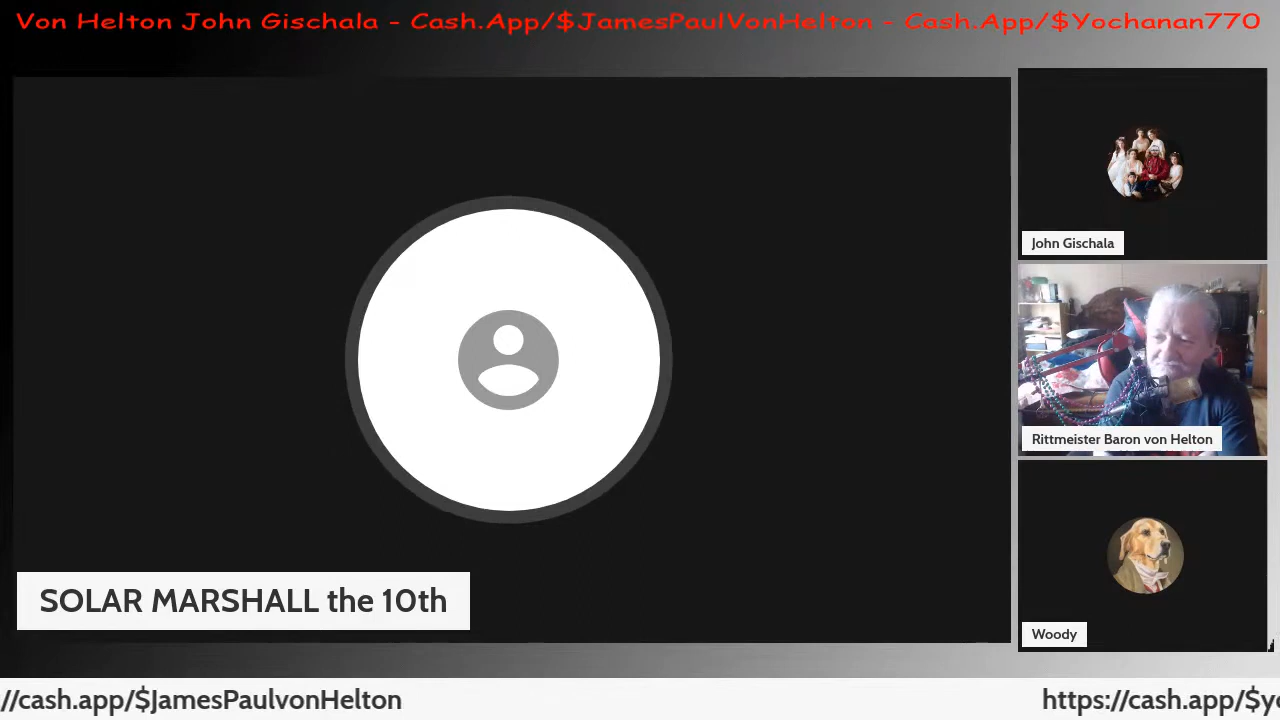 Von Helton John Gischala - Cash.App/$JamesPaulVonHelton - Cash.App/$Yochanan770
John Gischala
Rittmeister Baron von Helton
SOLAR MARSHALL the 10th
Woody
//cash.app/$JamesPaulvonHelton https://cash.app/$y